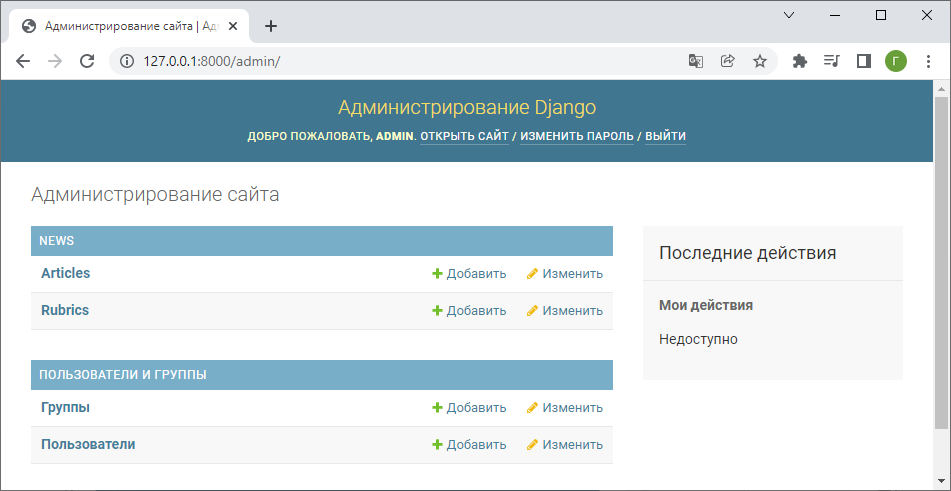 Администрирование сайта | Ад
127.0.0.1:8000/admin/
Г
Администрирование Django
ДОБРО ПОЖАЛОВАТЬ, ADMIN. ОТКРЫТЬ САЙТ / ИЗМЕНИТЬ ПАРОЛЬ / ВЫЙТИ
Администрирование сайта
NEWS
Articles Добавить Изменить
Rubrics Добавить Изменить
ПОЛЬЗОВАТЕЛИ И ГРУППЫ
Группы Добавить Изменить
Пользователи Добавить Изменить
Последние действия
Мои действия
Недоступно